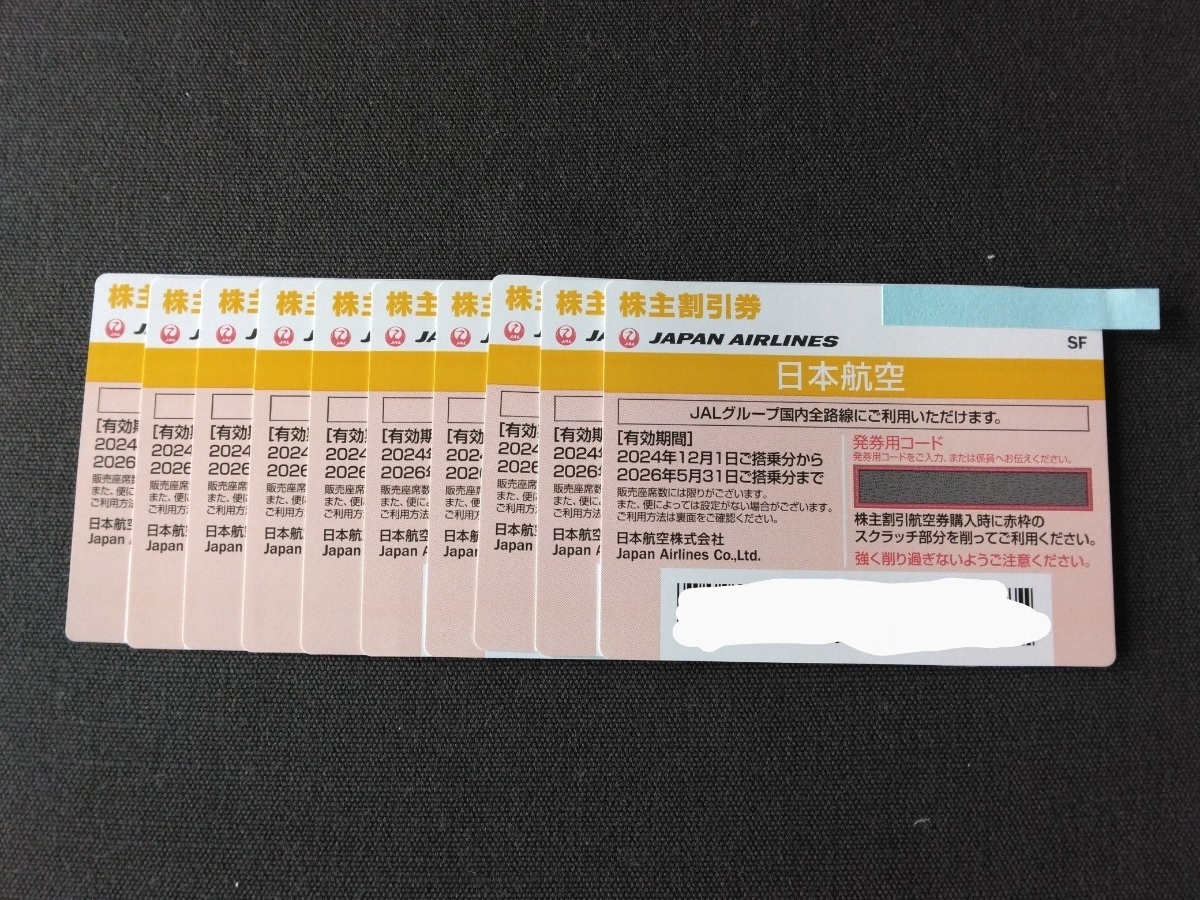 株主割引券
JAL JAPAN AIRLINES
SF
日本航空
JALグループ国内全路線にご利用いただけます。
[有効期間]
2024年12月1日ご搭乗分から
2026年5月31日ご搭乗分まで
販売座席数には限りがございます。
また、便によっては設定がない場合がございます。
ご利用方法は裏面をご確認ください。
日本航空株式会社
Japan Airlines Co.,Ltd.
発券用コード
発券用コードをご入力、または係員へお伝えください。
株主割引航空券購入時に赤枠の
スクラッチ部分を削ってご利用ください。
強く削り過ぎないようご注意ください。